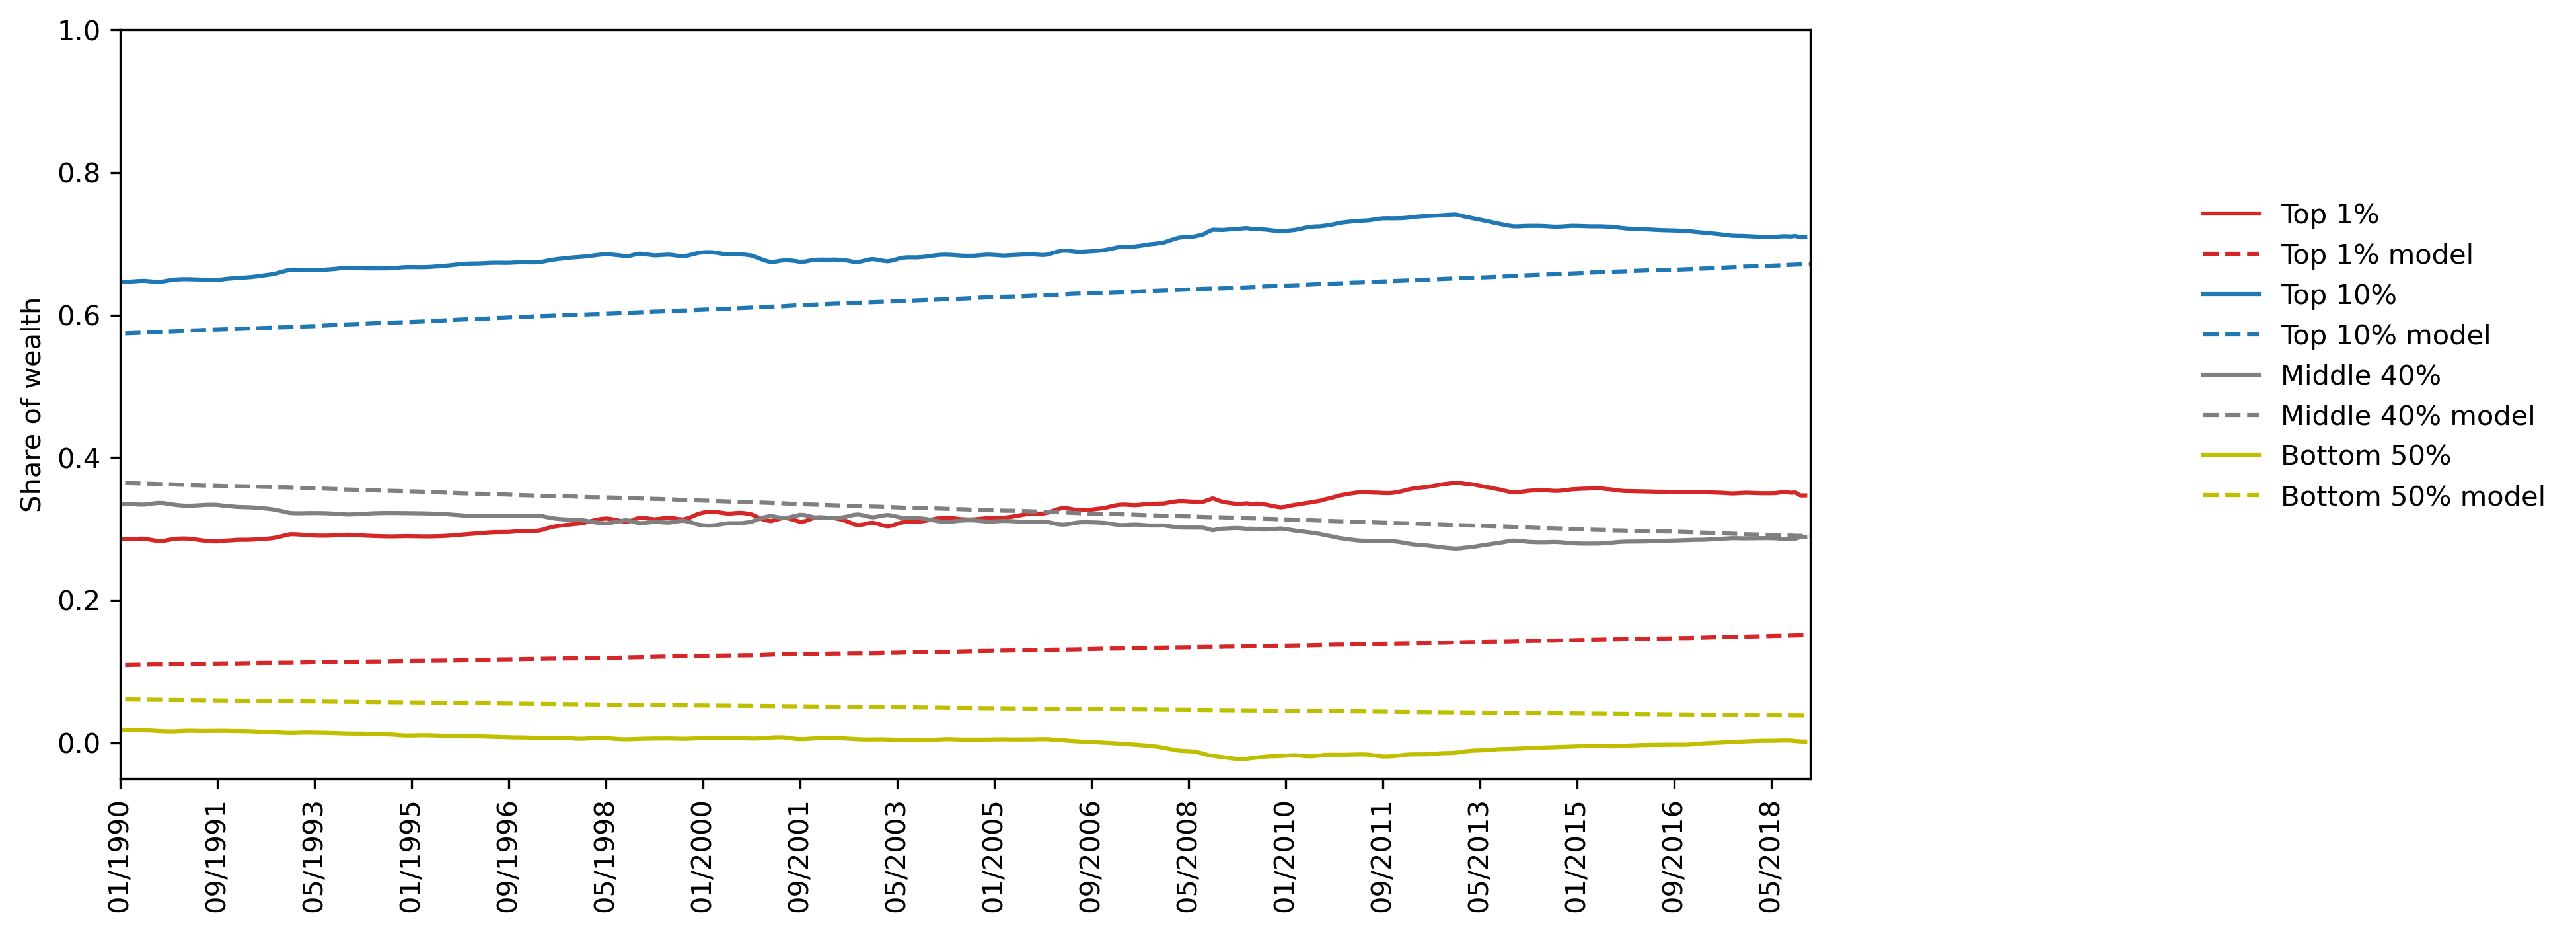 Share of wealth
1.0
0.8
0.6
0.4
0.2
0.0
01/1990
09/1991
05/1993
01/1995
09/1996
05/1998
01/2000
09/2001
05/2003
01/2005
09/2006
05/2008
01/2010
09/2011
05/2013
01/2015
09/2016
05/2018
Top 1%
Top 1% model
Top 10%
Top 10% model
Middle 40%
Middle 40% model
Bottom 50%
Bottom 50% model